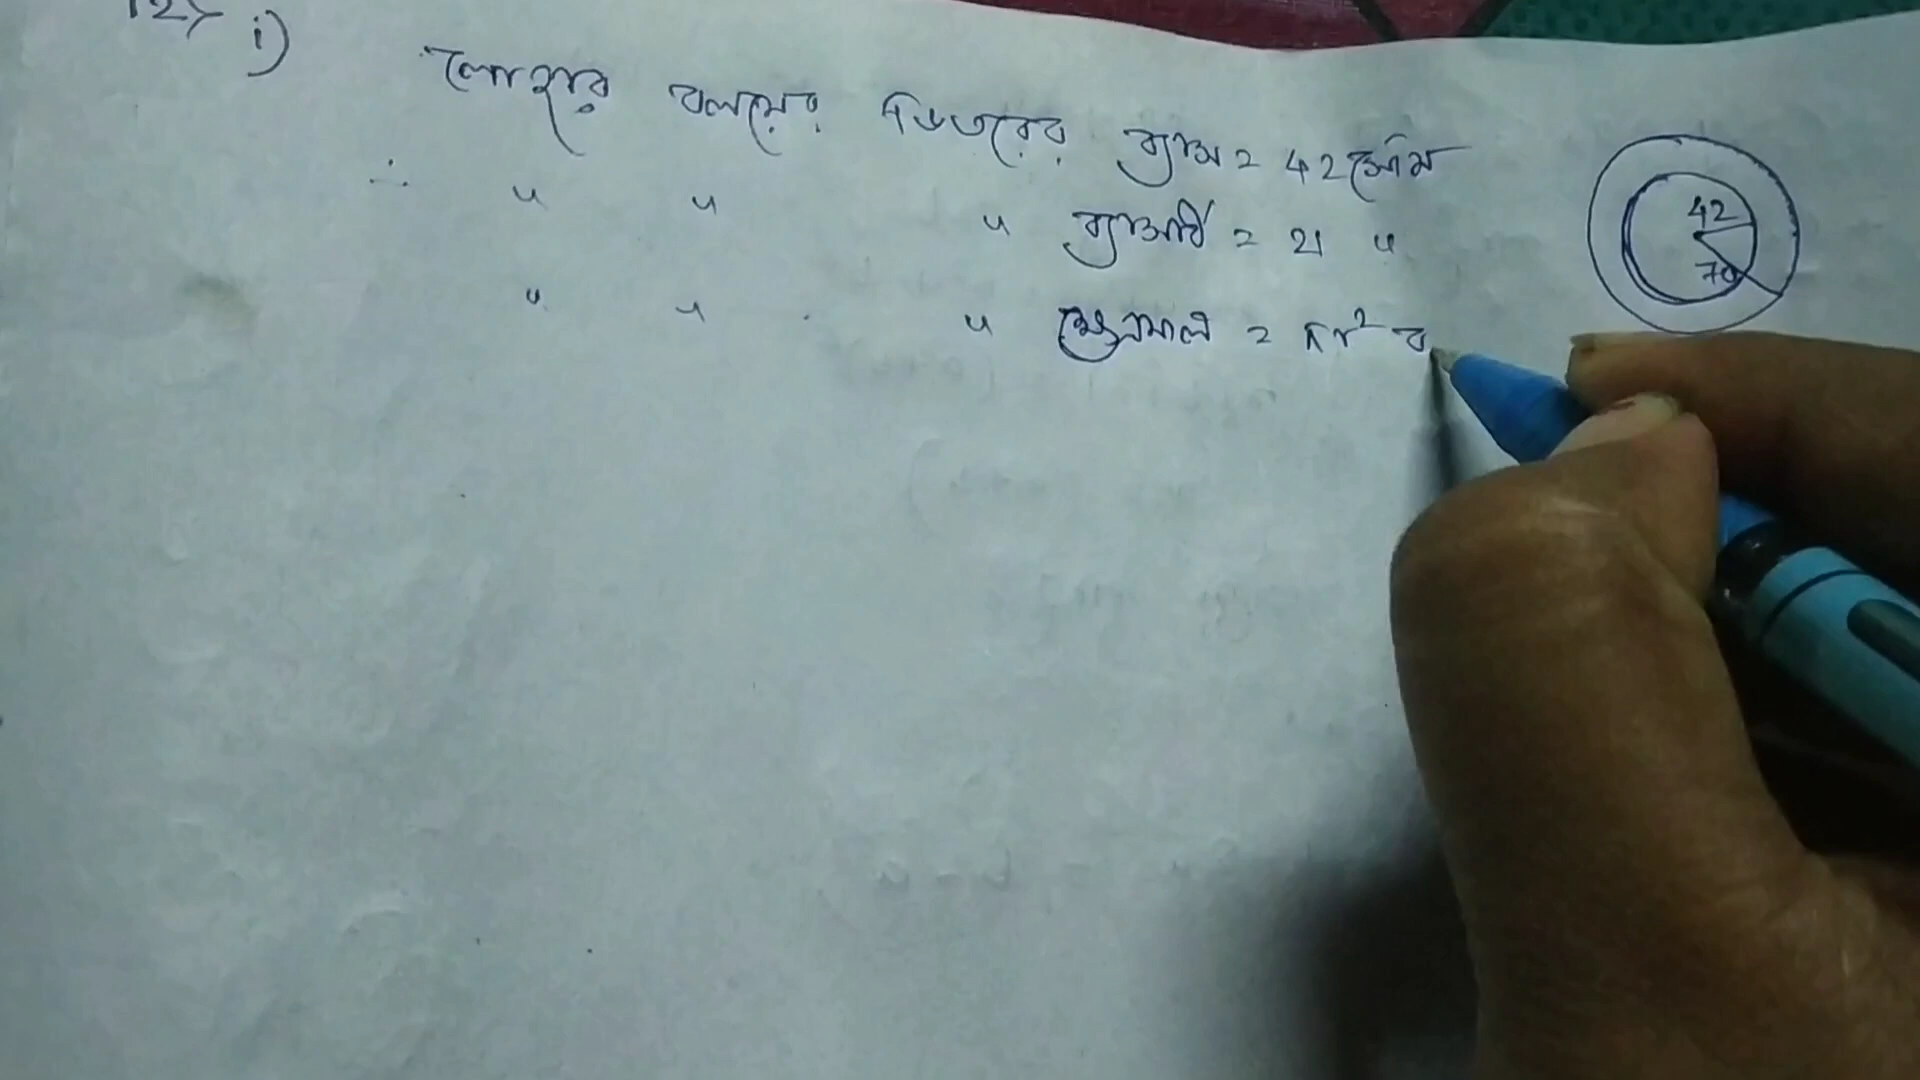 12> i)
লোহার বলয়ের ভিতরের ব্যাস = 42 সেমি
∴ " " " ব্যাসার্ধ = 21 "
" " " ক্ষেত্রফল = πr² ব
42
70